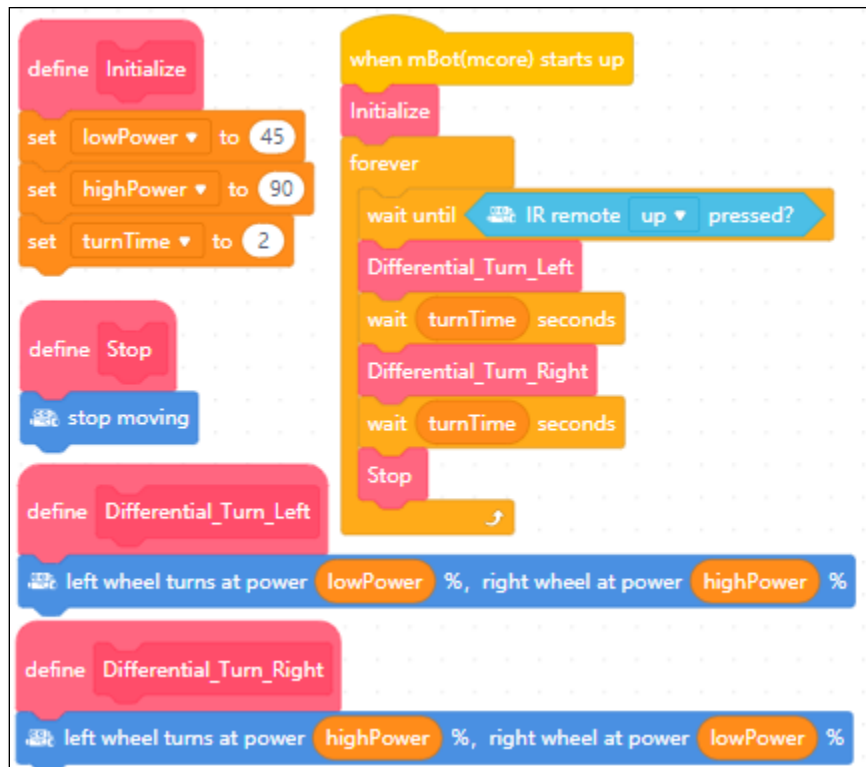 define Initialize
set lowPower to 45
set highPower to 90
set turnTime to 2
define Stop
stop moving
define Differential_Turn_Left
left wheel turns at power lowPower %, right wheel at power highPower %
define Differential_Turn_Right
left wheel turns at power highPower %, right wheel at power lowPower %
when mBot(mcore) starts up
Initialize
forever
wait until IR remote up pressed?
Differential_Turn_Left
wait turnTime seconds
Differential_Turn_Right
wait turnTime seconds
Stop